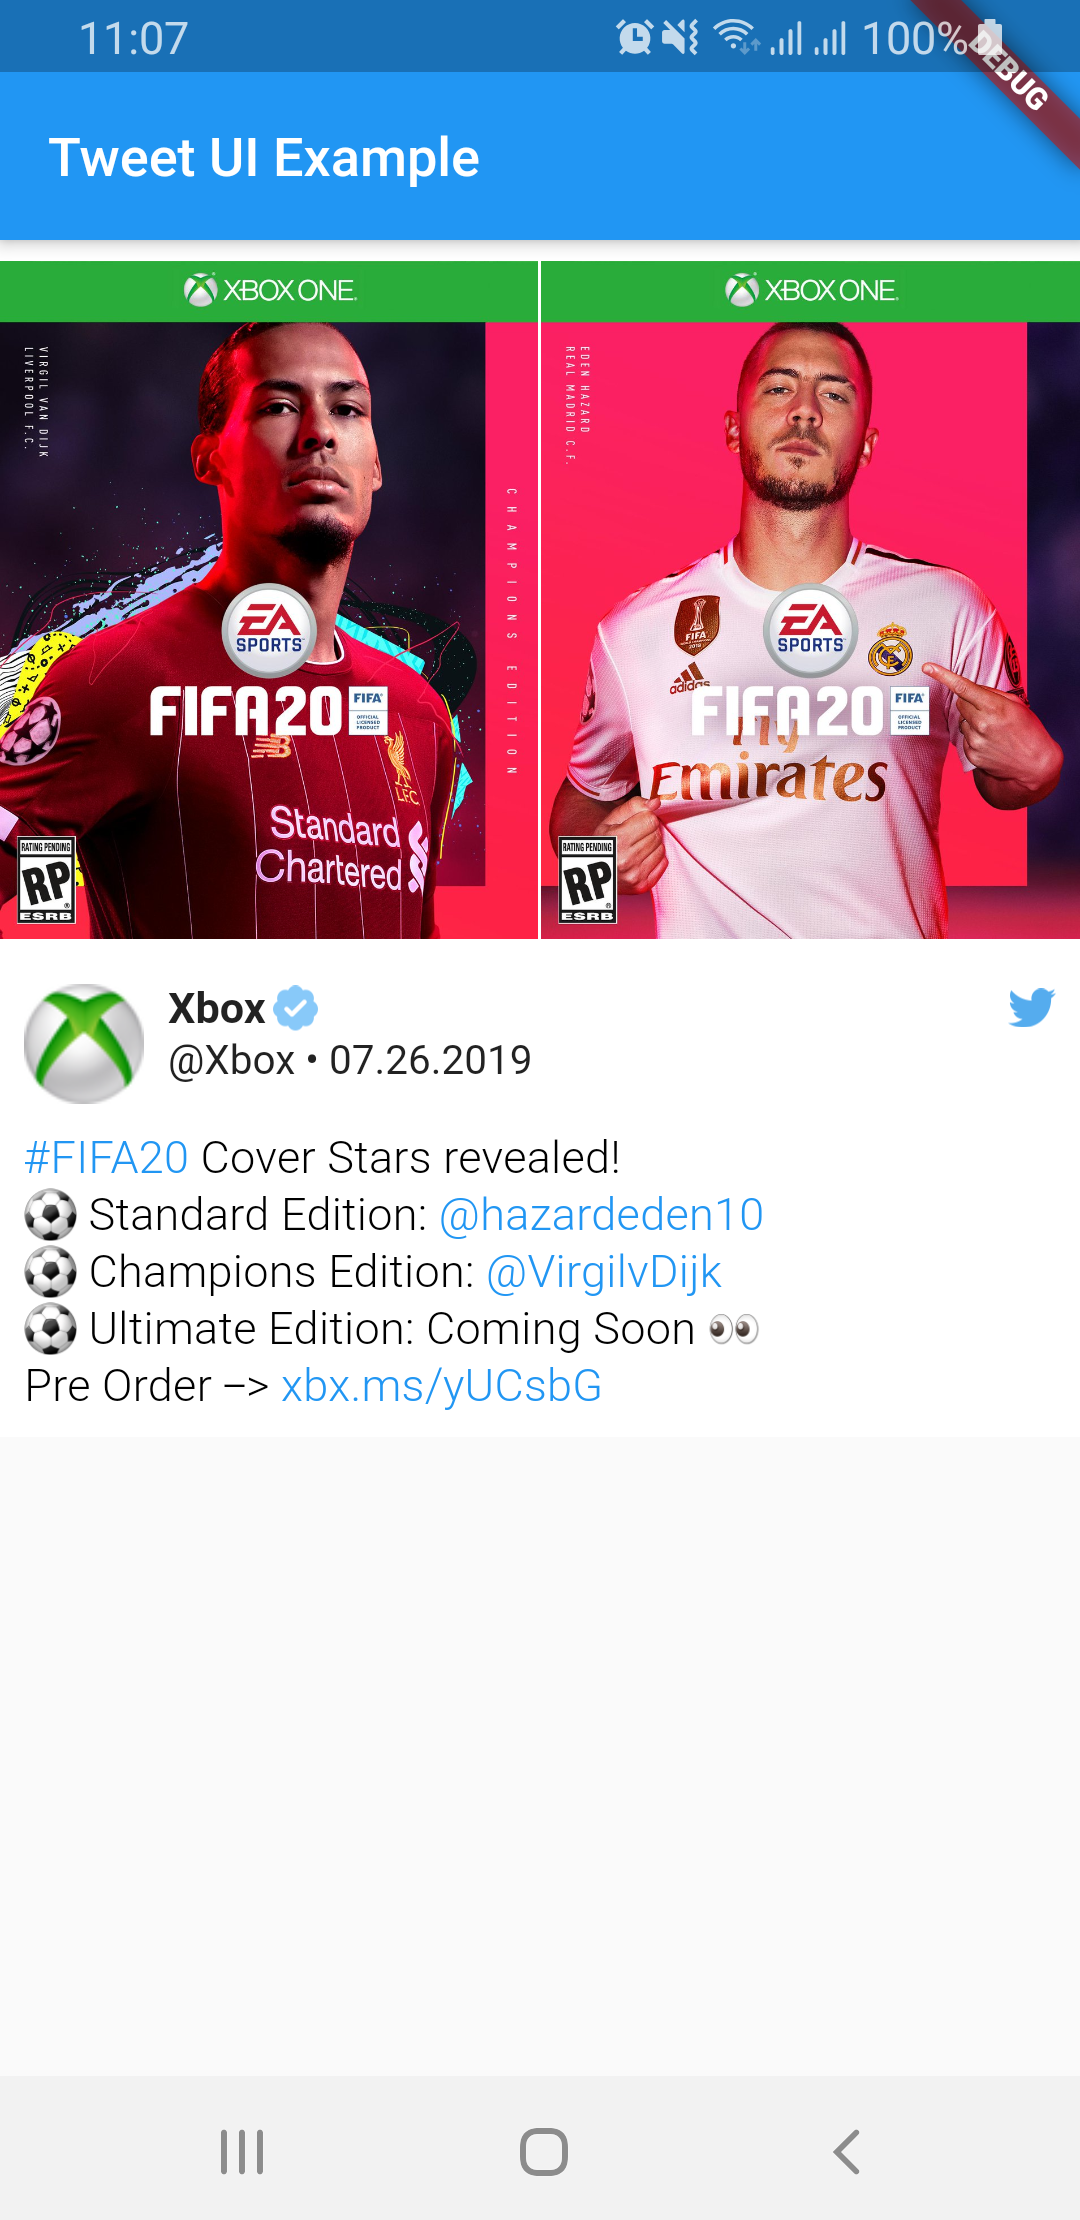 11:07
100%
DEBUG
Tweet UI Example
XBOX ONE
VIRGIL VAN DIJK
LIVERPOOL F.C.
CHAMPIONS EDITION
EA
SPORTS
FIFA 20
FIFA
OFFICIAL
LICENSED
PRODUCT
LFC
Standard
Chartered
RATING PENDING
RP
ESRB
XBOX ONE
EDEN HAZARD
REAL MADRID C.F.
FIFA
adidas
EA
SPORTS
FIFA 20
FIFA
OFFICIAL
LICENSED
PRODUCT
Fly
Emirates
RATING PENDING
RP
ESRB
Xbox
@Xbox • 07.26.2019
#FIFA20 Cover Stars revealed!
⚽ Standard Edition: @hazardeden10
⚽ Champions Edition: @VirgilvDijk
⚽ Ultimate Edition: Coming Soon 👀
Pre Order –> xbx.ms/yUCsbG